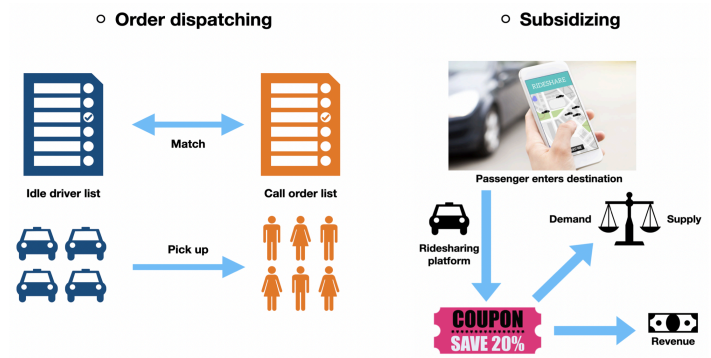 Order dispatching
Match
Idle driver list
Call order list
Pick up
Subsidizing
RIDESHARE
Passenger enters destination
Ridesharing
platform
Demand
Supply
COUPON
SAVE 20%
Revenue